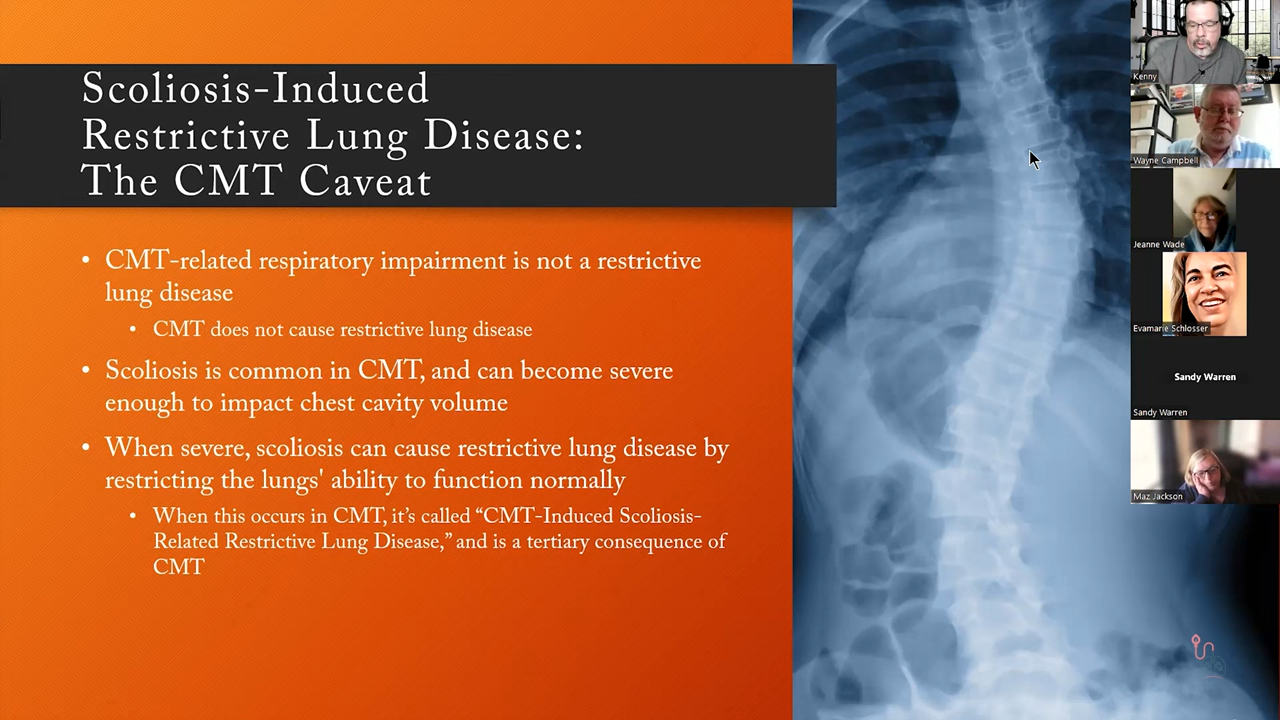 Scoliosis-Induced
Restrictive Lung Disease:
The CMT Caveat
• CMT-related respiratory impairment is not a restrictive
lung disease
• CMT does not cause restrictive lung disease
• Scoliosis is common in CMT, and can become severe
enough to impact chest cavity volume
• When severe, scoliosis can cause restrictive lung disease by
restricting the lungs' ability to function normally
• When this occurs in CMT, it’s called “CMT-Induced Scoliosis-
Related Restrictive Lung Disease,” and is a tertiary consequence of
CMT
Kenny
Wayne Campbell
Jeanne Wade
Evamarie Schlosser
Sandy Warren
Sandy Warren
Maz Jackson